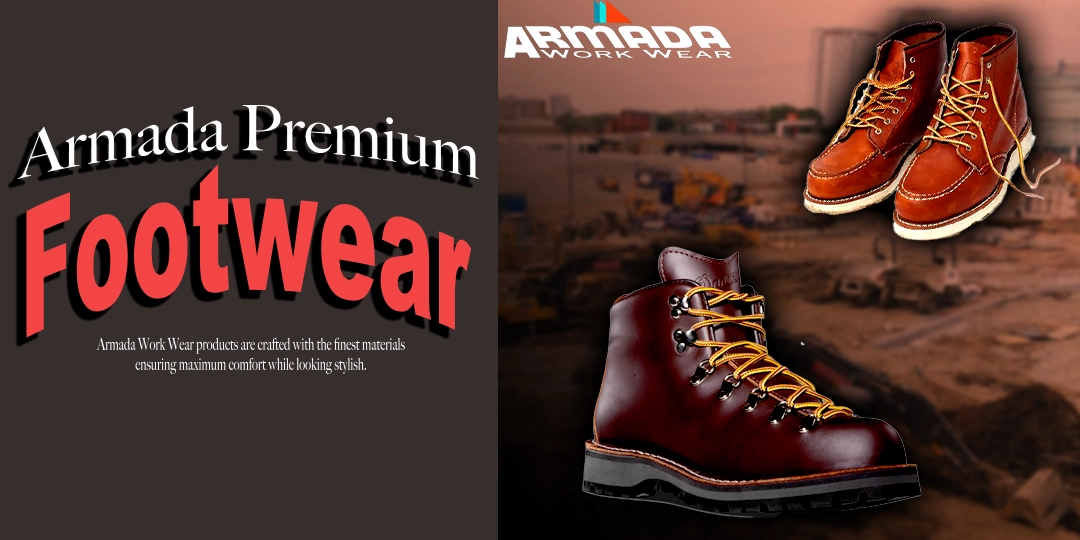 Armada Premium
Footwear
Armada Work Wear products are crafted with the finest materials
ensuring maximum comfort while looking stylish.
ARMADA
WORK WEAR